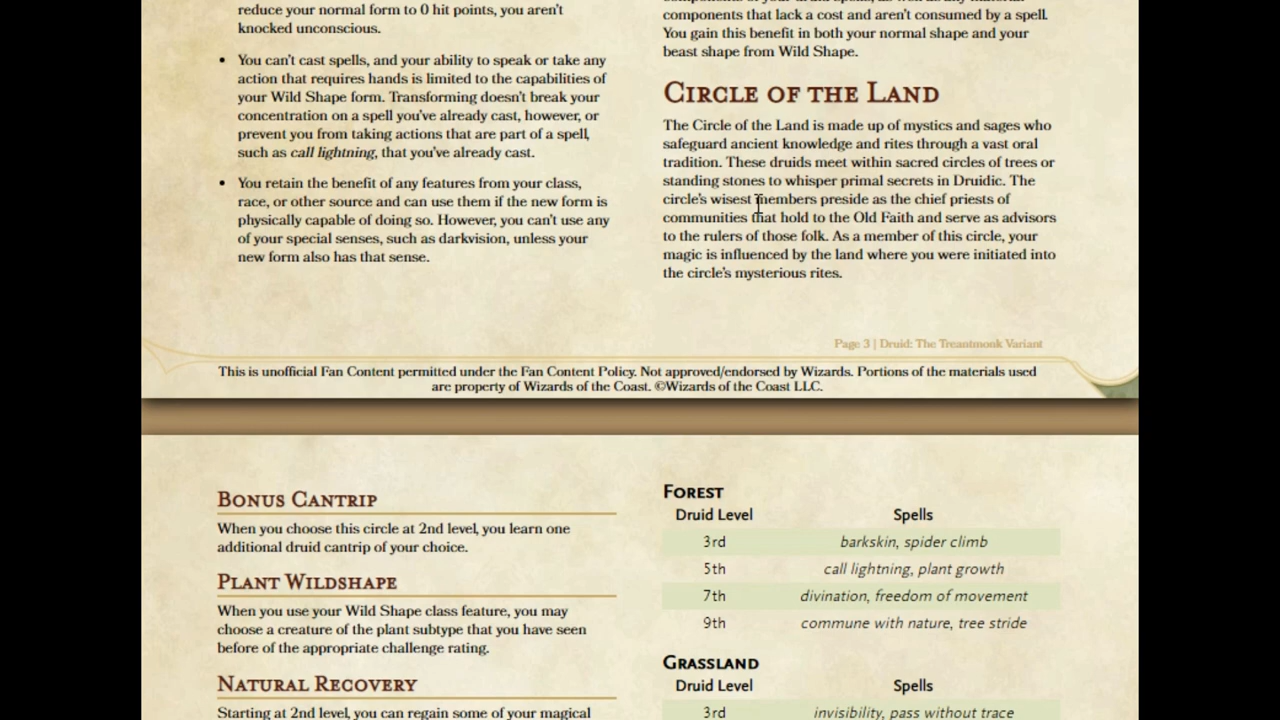 reduce your normal form to 0 hit points, you aren't
knocked unconscious.
• You can't cast spells, and your ability to speak or take any
action that requires hands is limited to the capabilities of
your Wild Shape form. Transforming doesn't break your
concentration on a spell you've already cast, however, or
prevent you from taking actions that are part of a spell,
such as call lightning, that you've already cast.
• You retain the benefit of any features from your class,
race, or other source and can use them if the new form is
physically capable of doing so. However, you can't use any
of your special senses, such as darkvision, unless your
new form also has that sense.
components that lack a cost and aren't consumed by a spell.
You gain this benefit in both your normal shape and your
beast shape from Wild Shape.
Circle of the Land
The Circle of the Land is made up of mystics and sages who
safeguard ancient knowledge and rites through a vast oral
tradition. These druids meet within sacred circles of trees or
standing stones to whisper primal secrets in Druidic. The
circle's wisest members preside as the chief priests of
communities that hold to the Old Faith and serve as advisors
to the rulers of those folk. As a member of this circle, your
magic is influenced by the land where you were initiated into
the circle's mysterious rites.
Page 3 | Druid: The Treantmonk Variant
This is unofficial Fan Content permitted under the Fan Content Policy. Not approved/endorsed by Wizards. Portions of the materials used
are property of Wizards of the Coast. ©Wizards of the Coast LLC.
Bonus Cantrip
When you choose this circle at 2nd level, you learn one
additional druid cantrip of your choice.
Plant Wildshape
When you use your Wild Shape class feature, you may
choose a creature of the plant subtype that you have seen
before of the appropriate challenge rating.
Natural Recovery
Starting at 2nd level, you can regain some of your magical
Forest
Druid Level Spells
3rd barkskin, spider climb
5th call lightning, plant growth
7th divination, freedom of movement
9th commune with nature, tree stride
Grassland
Druid Level Spells
3rd invisibility, pass without trace